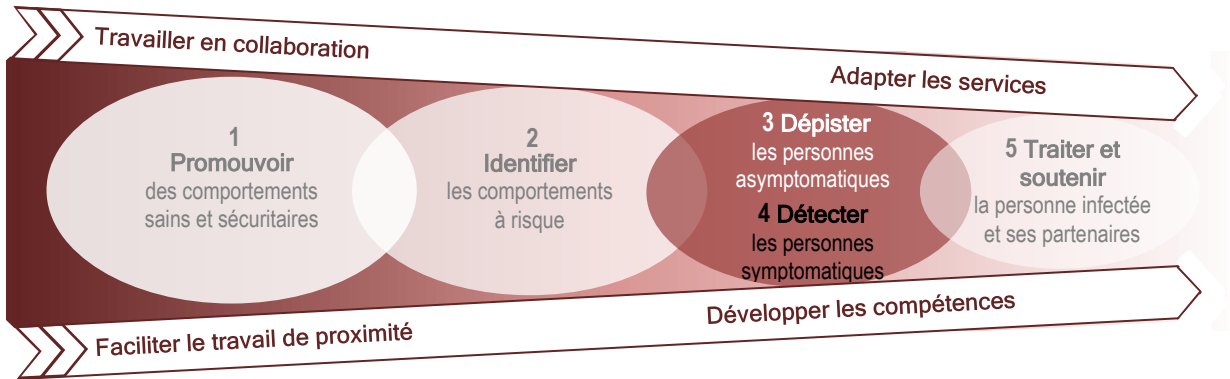 Travailler en collaboration
Adapter les services
1
Promouvoir
des comportements
sains et sécuritaires
2
Identifier
les comportements
à risque
3 Dépister
les personnes
asymptomatiques
4 Détecter
les personnes
symptomatiques
5 Traiter et
soutenir
la personne infectée
et ses partenaires
Faciliter le travail de proximité
Développer les compétences